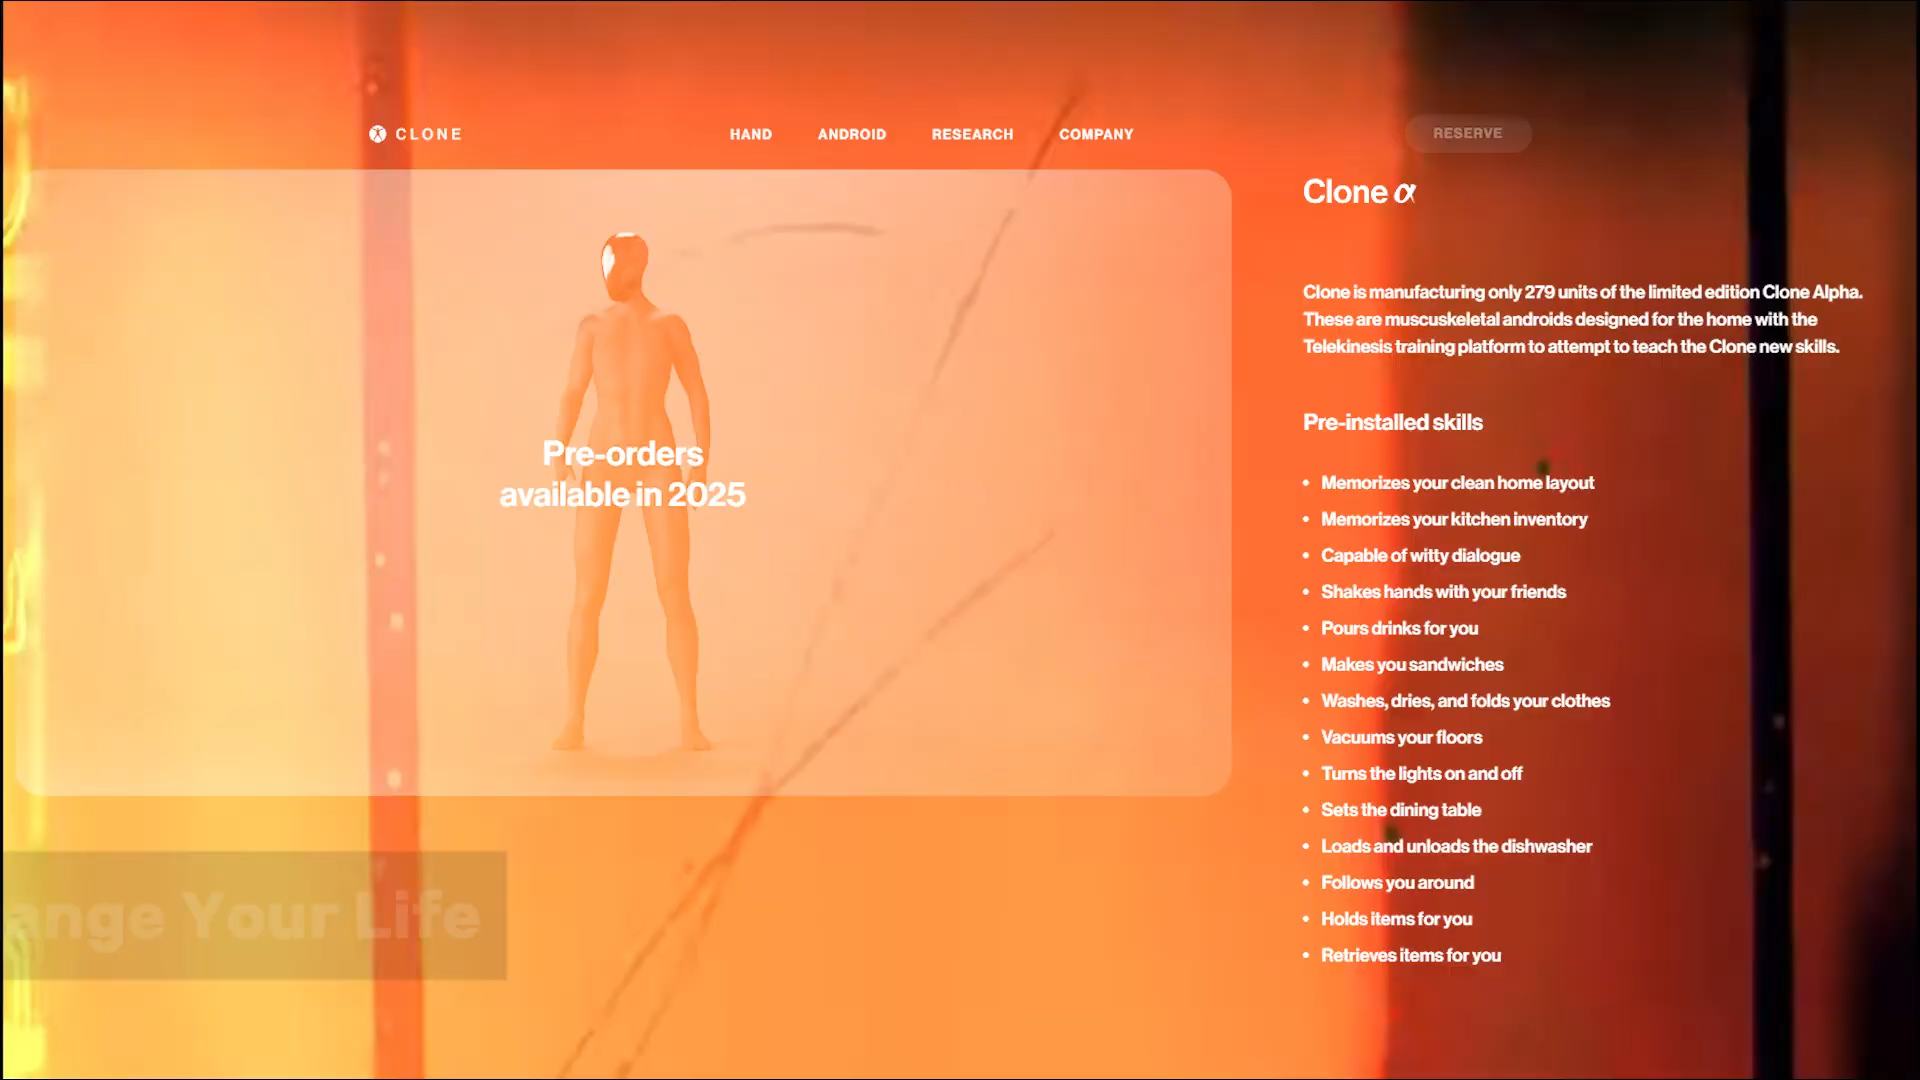 CLONE
HAND
ANDROID
RESEARCH
COMPANY
RESERVE
Clone α
Clone is manufacturing only 279 units of the limited edition Clone Alpha.
These are muscuskeletal androids designed for the home with the
Telekinesis training platform to attempt to teach the Clone new skills.
Pre-orders
available in 2025
Pre-installed skills
• Memorizes your clean home layout
• Memorizes your kitchen inventory
• Capable of witty dialogue
• Shakes hands with your friends
• Pours drinks for you
• Makes you sandwiches
• Washes, dries, and folds your clothes
• Vacuums your floors
• Turns the lights on and off
• Sets the dining table
• Loads and unloads the dishwasher
• Follows you around
• Holds items for you
• Retrieves items for you
ange Your Life